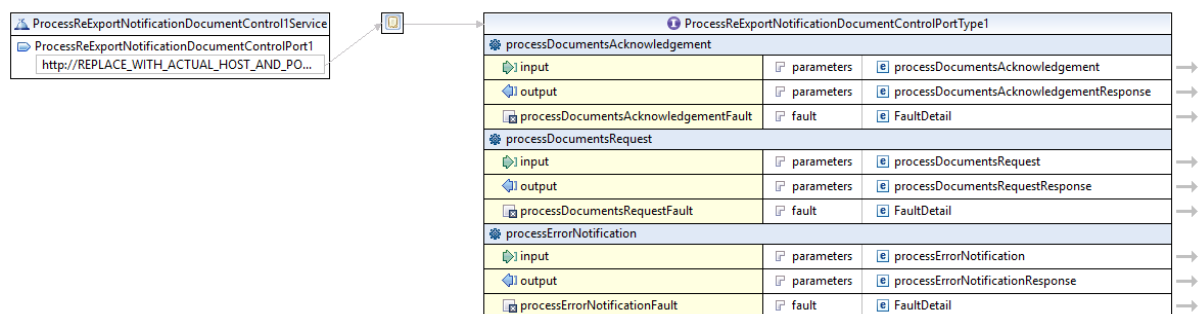 ProcessReExportNotificationDocumentControl1Service
ProcessReExportNotificationDocumentControlPort1
http://REPLACE_WITH_ACTUAL_HOST_AND_PO...
ProcessReExportNotificationDocumentControlPortType1
processDocumentsAcknowledgement
input parameters processDocumentsAcknowledgement
output parameters processDocumentsAcknowledgementResponse
processDocumentsAcknowledgementFault fault FaultDetail
processDocumentsRequest
input parameters processDocumentsRequest
output parameters processDocumentsRequestResponse
processDocumentsRequestFault fault FaultDetail
processErrorNotification
input parameters processErrorNotification
output parameters processErrorNotificationResponse
processErrorNotificationFault fault FaultDetail